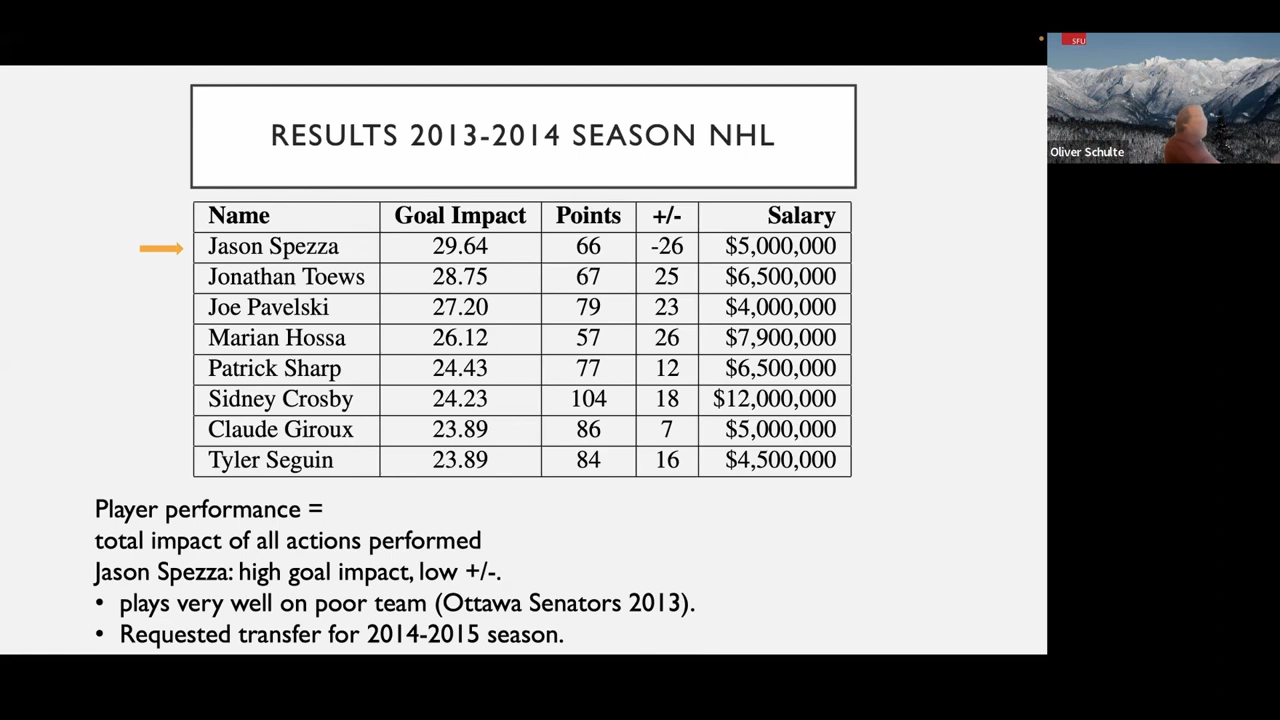 SFU
Oliver Schulte
RESULTS 2013-2014 SEASON NHL
Name Goal Impact Points +/- Salary
Jason Spezza 29.64 66 -26 $5,000,000
Jonathan Toews 28.75 67 25 $6,500,000
Joe Pavelski 27.20 79 23 $4,000,000
Marian Hossa 26.12 57 26 $7,900,000
Patrick Sharp 24.43 77 12 $6,500,000
Sidney Crosby 24.23 104 18 $12,000,000
Claude Giroux 23.89 86 7 $5,000,000
Tyler Seguin 23.89 84 16 $4,500,000
Player performance =
total impact of all actions performed
Jason Spezza: high goal impact, low +/-.
• plays very well on poor team (Ottawa Senators 2013).
• Requested transfer for 2014-2015 season.